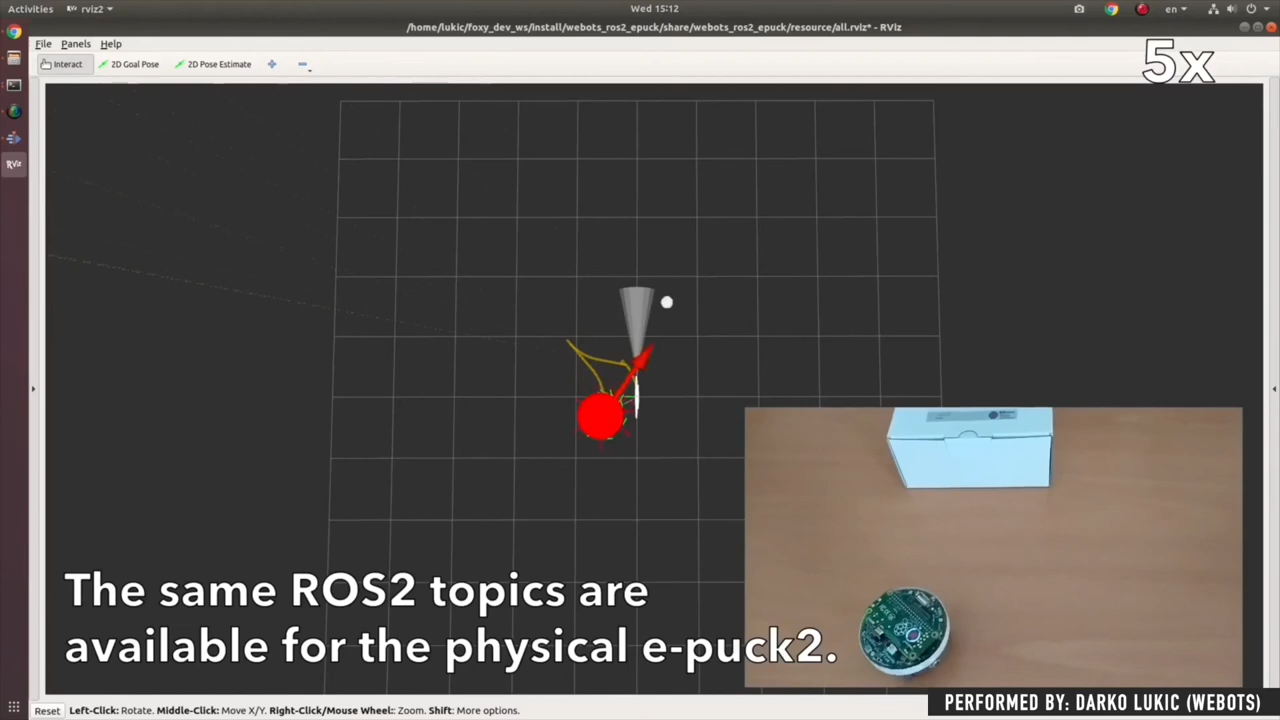 Activities
rviz2
Wed 15:12
en
/home/lukic/foxy_dev_ws/install/webots_ros2_epuck/share/webots_ros2_epuck/resource/all.rviz* - RViz
File Panels Help
Interact 2D Goal Pose 2D Pose Estimate
5x
RViz
The same ROS2 topics are
available for the physical e-puck2.
PERFORMED BY: DARKO LUKIC (WEBOTS)
Reset Left-Click: Rotate. Middle-Click: Move X/Y. Right-Click/Mouse Wheel:: Zoom. Shift: More options.